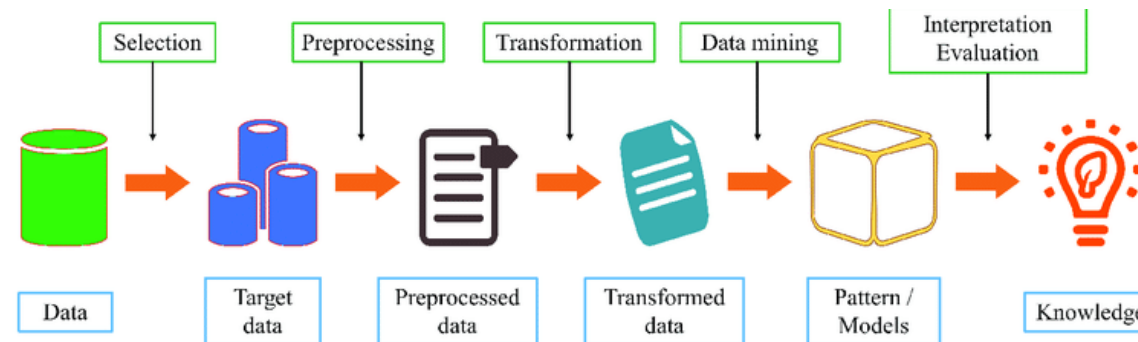 Selection
Preprocessing
Transformation
Data mining
Interpretation
Evaluation
Data
Target
data
Preprocessed
data
Transformed
data
Pattern /
Models
Knowledge